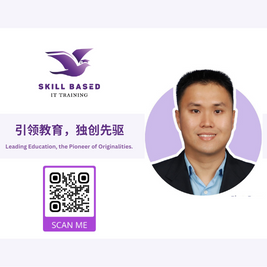 SKILL BASED
IT TRAINING
引领教育，独创先驱
Leading Education, the Pioneer of Originalities.
SCAN ME